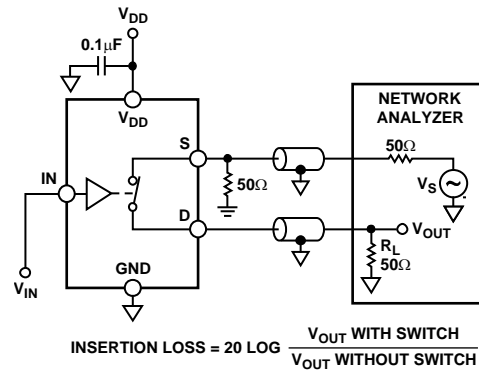 VDD
0.1µF
VDD
NETWORK
ANALYZER
S
50Ω
IN
50Ω
VS
D
VOUT
RL
50Ω
GND
VIN
INSERTION LOSS = 20 LOG VOUT WITH SWITCH
VOUT WITHOUT SWITCH